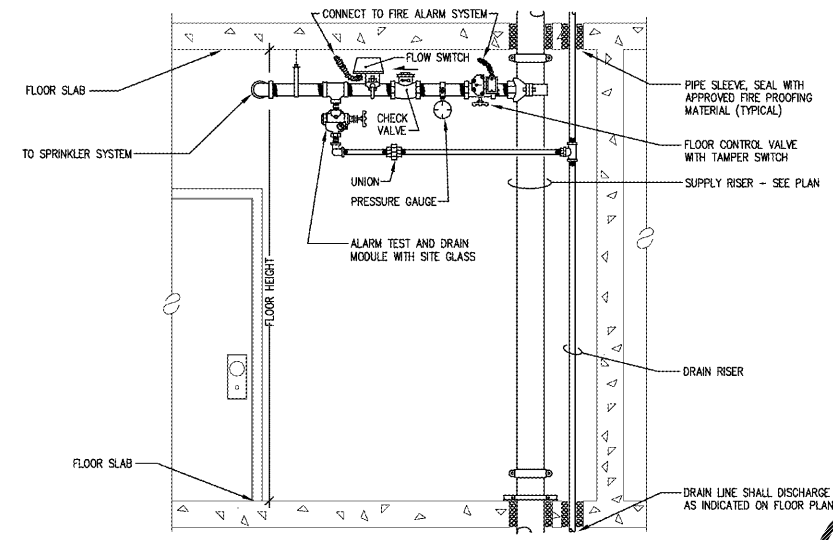 CONNECT TO FIRE ALARM SYSTEM
FLOW SWITCH
FLOOR SLAB
CHECK
VALVE
PIPE SLEEVE, SEAL WITH
APPROVED FIRE PROOFING
MATERIAL (TYPICAL)
TO SPRINKLER SYSTEM
FLOOR CONTROL VALVE
WITH TAMPER SWITCH
UNION
PRESSURE GAUGE
SUPPLY RISER - SEE PLAN
ALARM TEST AND DRAIN
MODULE WITH SITE GLASS
FLOOR HEIGHT
DRAIN RISER
FLOOR SLAB
DRAIN LINE SHALL DISCHARGE
AS INDICATED ON FLOOR PLAN